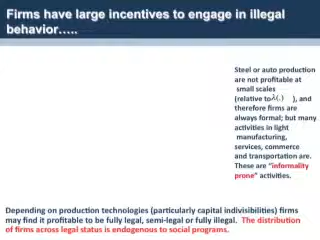 Firms have large incentives to engage in illegal
behavior…..
Steel or auto production
are not profitable at
small scales
(relative to λ(.) ), and
therefore firms are
always formal; but many
activities in light
manufacturing,
services, commerce
and transportation are.
These are “informality
prone” activities.
Depending on production technologies (particularly capital indivisibilities) firms
may find it profitable to be fully legal, semi-legal or fully illegal. The distribution
of firms across legal status is endogenous to social programs.